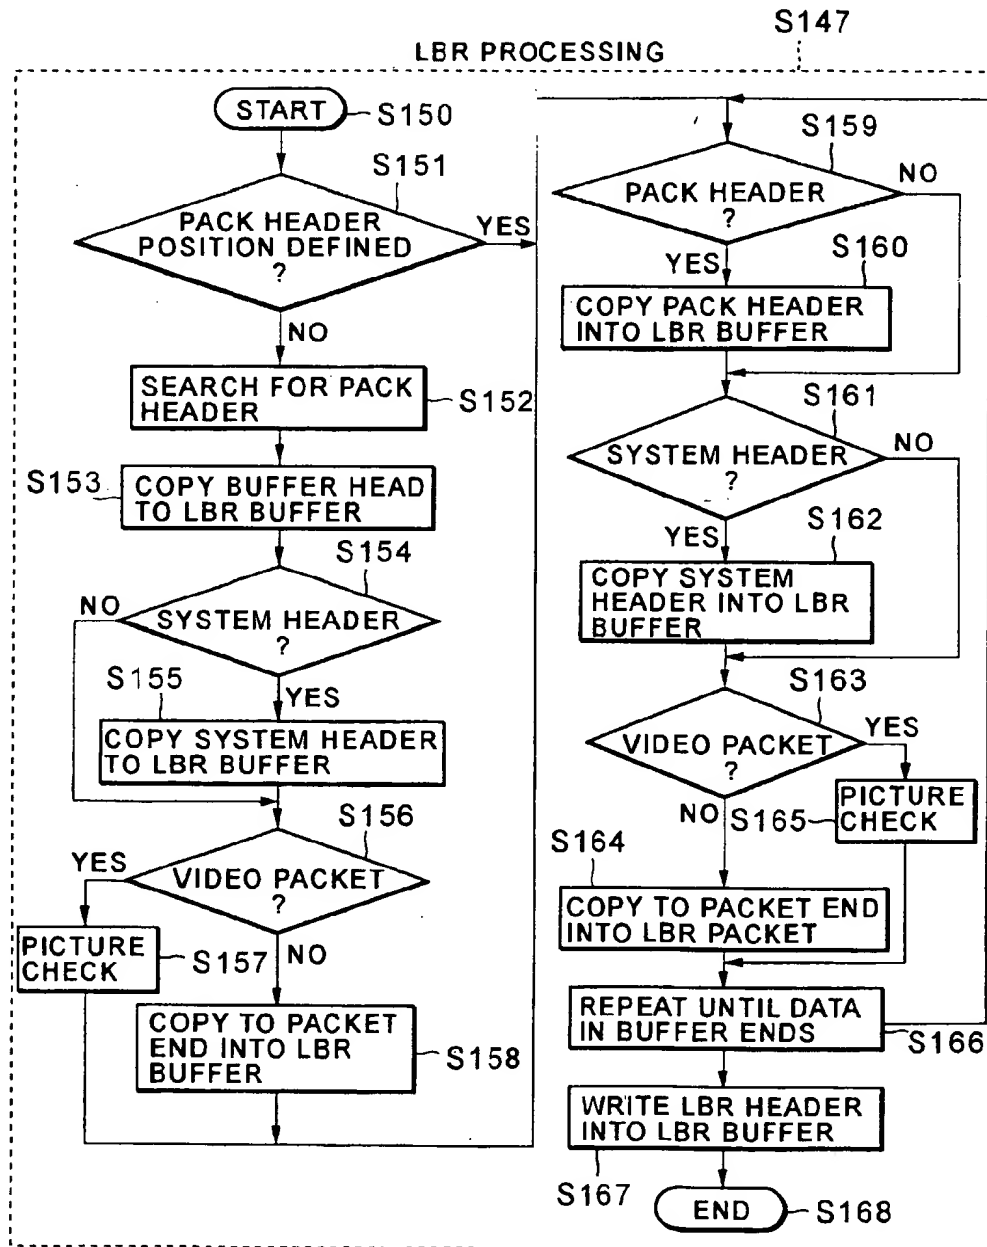 S147
LBR PROCESSING
START
S150
S151
PACK HEADER
POSITION DEFINED
?
YES
NO
SEARCH FOR PACK
HEADER
S152
S153
COPY BUFFER HEAD
TO LBR BUFFER
S154
NO
SYSTEM HEADER
?
S155
YES
COPY SYSTEM HEADER
TO LBR BUFFER
S156
YES
VIDEO PACKET
?
PICTURE
CHECK
S157
NO
COPY TO PACKET
END INTO LBR
BUFFER
S158
S159
NO
PACK HEADER
?
YES
S160
COPY PACK HEADER
INTO LBR BUFFER
S161
NO
SYSTEM HEADER
?
YES
S162
COPY SYSTEM
HEADER INTO LBR
BUFFER
S163
YES
VIDEO PACKET
?
NO
S165
PICTURE
CHECK
S164
COPY TO PACKET END
INTO LBR PACKET
REPEAT UNTIL DATA
IN BUFFER ENDS
S166
WRITE LBR HEADER
INTO LBR BUFFER
S167
END
S168